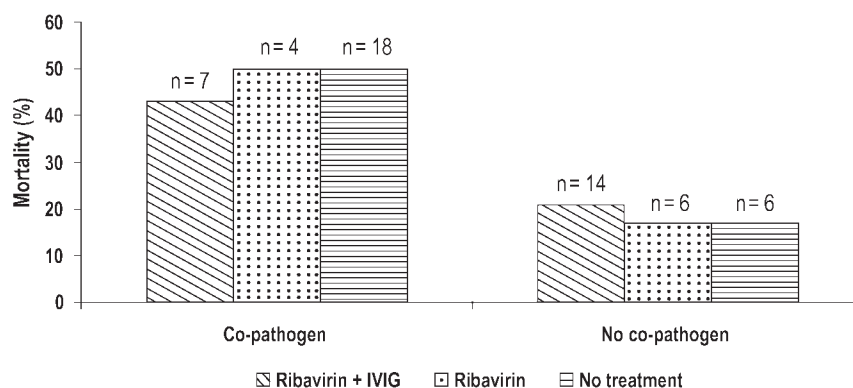 60
50
40
30
20
10
0
Mortality (%)
n = 7
n = 4
n = 18
n = 14
n = 6
n = 6
Co-pathogen
No co-pathogen
Ribavirin + IVIG
Ribavirin
No treatment